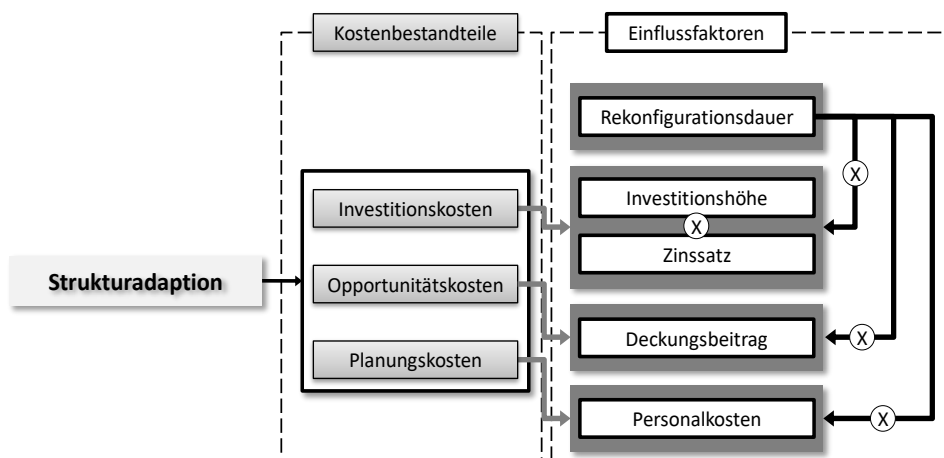 Kostenbestandteile
Einflussfaktoren
Rekonfigurationsdauer
X
Investitionskosten
Investitionshöhe
X
Zinssatz
Strukturadaption
Opportunitätskosten
Deckungsbeitrag
X
Planungskosten
Personalkosten
X